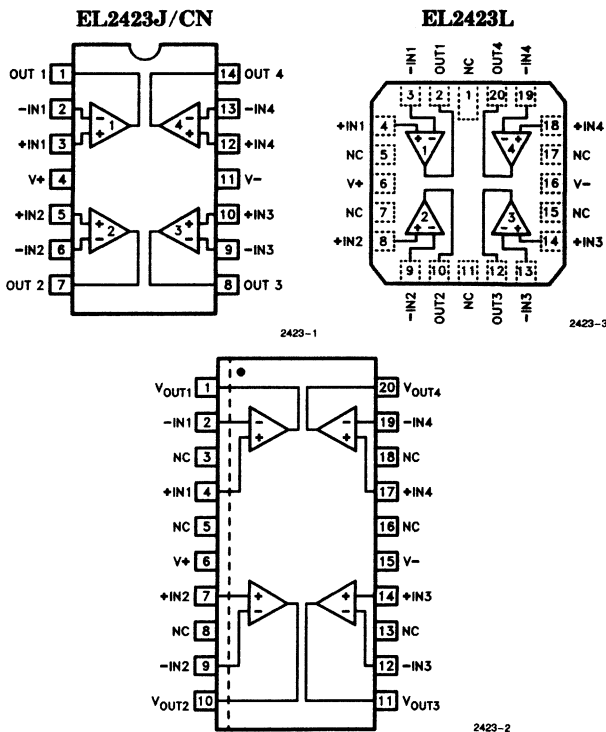 EL2423J/CN
OUT 1 1 14 OUT 4
-IN1 2 1 4 13 -IN4
+IN1 3 12 +IN4
V+ 4 11 V-
+IN2 5 10 +IN3
-IN2 6 2 3 9 -IN3
OUT 2 7 8 OUT 3
2423-1
EL2423L
-IN1 OUT1 NC OUT4 -IN4
3 2 1 20 19
+IN1 4 18 +IN4
NC 5 1 4 17 NC
V+ 6 16 V-
NC 7 2 3 15 NC
+IN2 8 14 +IN3
9 10 11 12 13
-IN2 OUT2 NC OUT3 -IN3
2423-3
VOUT1 1 20 VOUT4
-IN1 2 19 -IN4
NC 3 18 NC
+IN1 4 17 +IN4
NC 5 16 NC
V+ 6 15 V-
+IN2 7 14 +IN3
NC 8 13 NC
-IN2 9 12 -IN3
VOUT2 10 11 VOUT3
2423-2